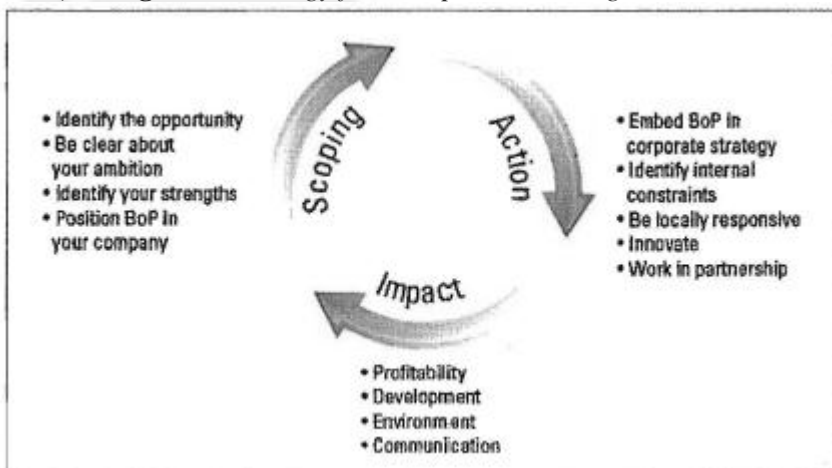 Scoping
• Identify the opportunity
• Be clear about
your ambition
• Identify your strengths
• Position BoP in
your company
Action
• Embed BoP in
corporate strategy
• Identify internal
constraints
• Be locally responsive
• Innovate
• Work in partnership
Impact
• Profitability
• Development
• Environment
• Communication